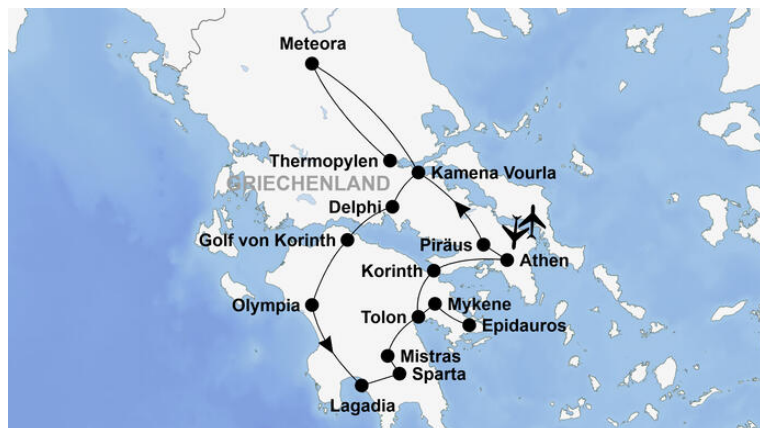 Meteora
Thermopylen
Kamena Vourla
GRIECHENLAND
Delphi
Golf von Korinth
Piräus
Athen
Korinth
Olympia
Mykene
Tolon
Epidauros
Mistras
Sparta
Lagadia